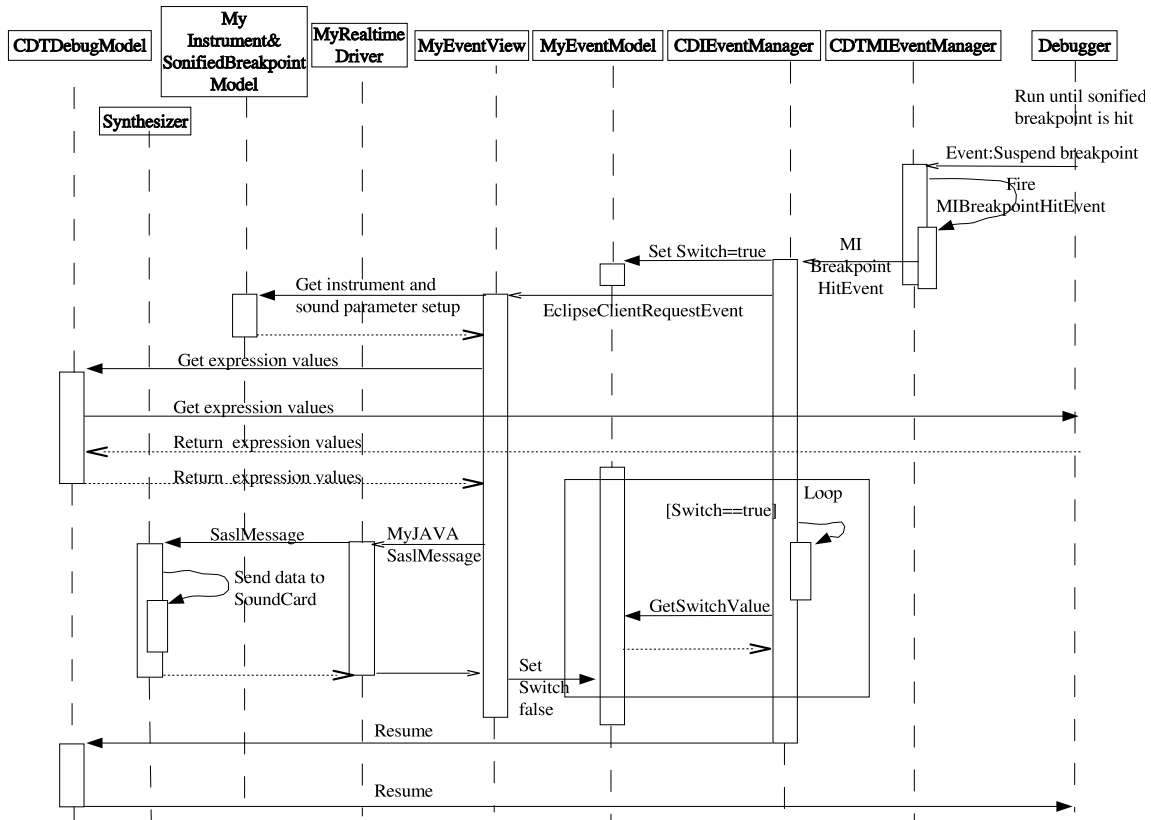 My
Instrument&
SonifiedBreakpoint
Model
CDTDebugModel
MyRealtime
Driver
MyEventView
MyEventModel
CDIEventManager
CDTMIEventManager
Debugger
Synthesizer
Run until sonified
breakpoint is hit
Event:Suspend breakpoint
Fire
MIBreakpointHitEvent
Set Switch=true
MI
Breakpoint
HitEvent
Get instrument and
sound parameter setup
EclipseClientRequestEvent
Get expression values
Get expression values
Return expression values
Return expression values
Loop
[Switch==true]
SaslMessage
MyJAVA
SaslMessage
Send data to
SoundCard
GetSwitchValue
Set
Switch
false
Resume
Resume